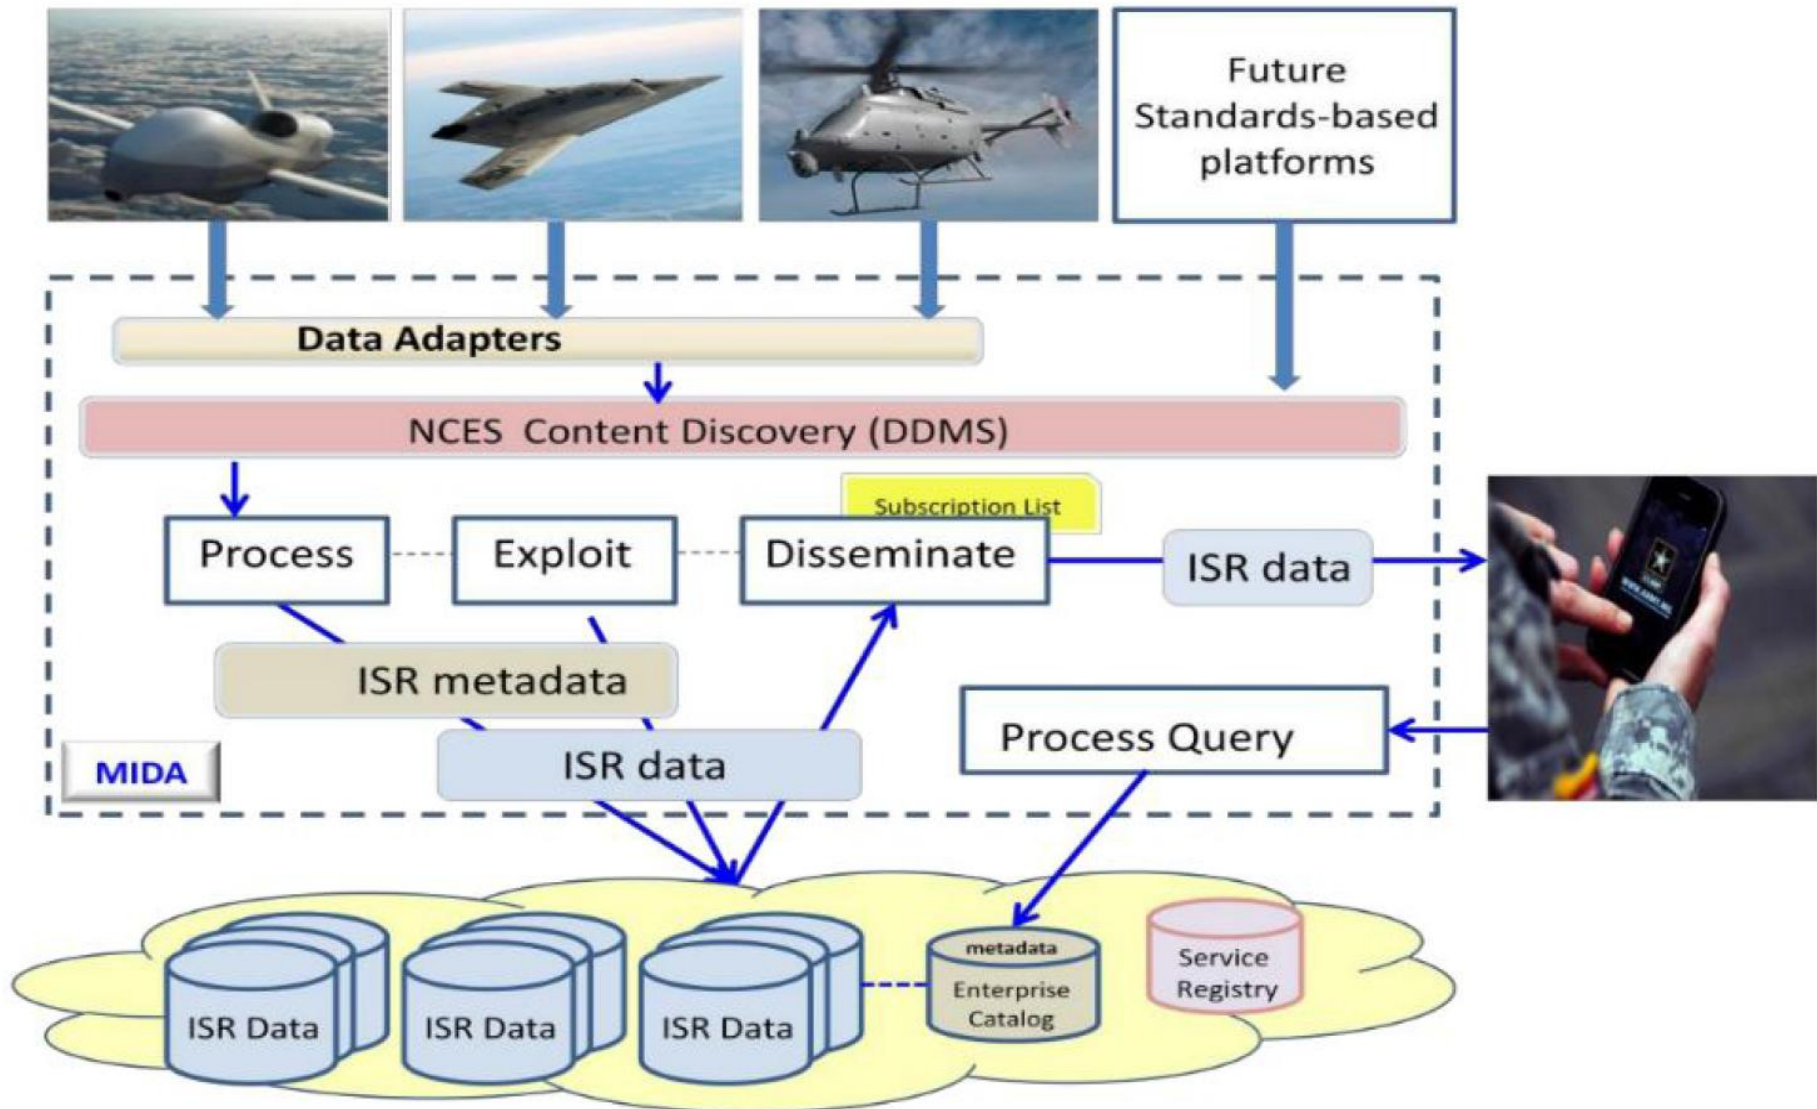 Future
Standards-based
platforms
Data Adapters
NCES Content Discovery (DDMS)
Subscription List
Process
Exploit
Disseminate
ISR data
ISR metadata
Process Query
ISR data
MIDA
ISR Data
ISR Data
ISR Data
metadata
Enterprise
Catalog
Service
Registry